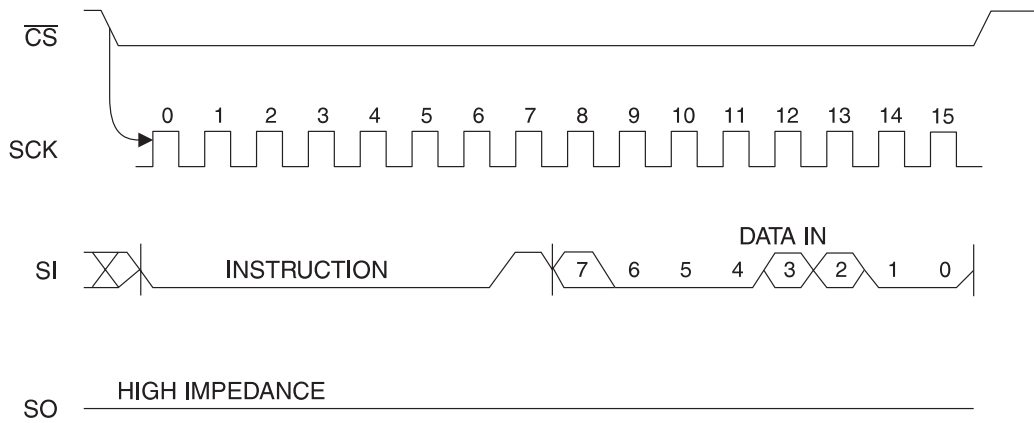 CS
0 1 2 3 4 5 6 7 8 9 10 11 12 13 14 15
SCK
DATA IN
SI INSTRUCTION 7 6 5 4 3 2 1 0
HIGH IMPEDANCE
SO